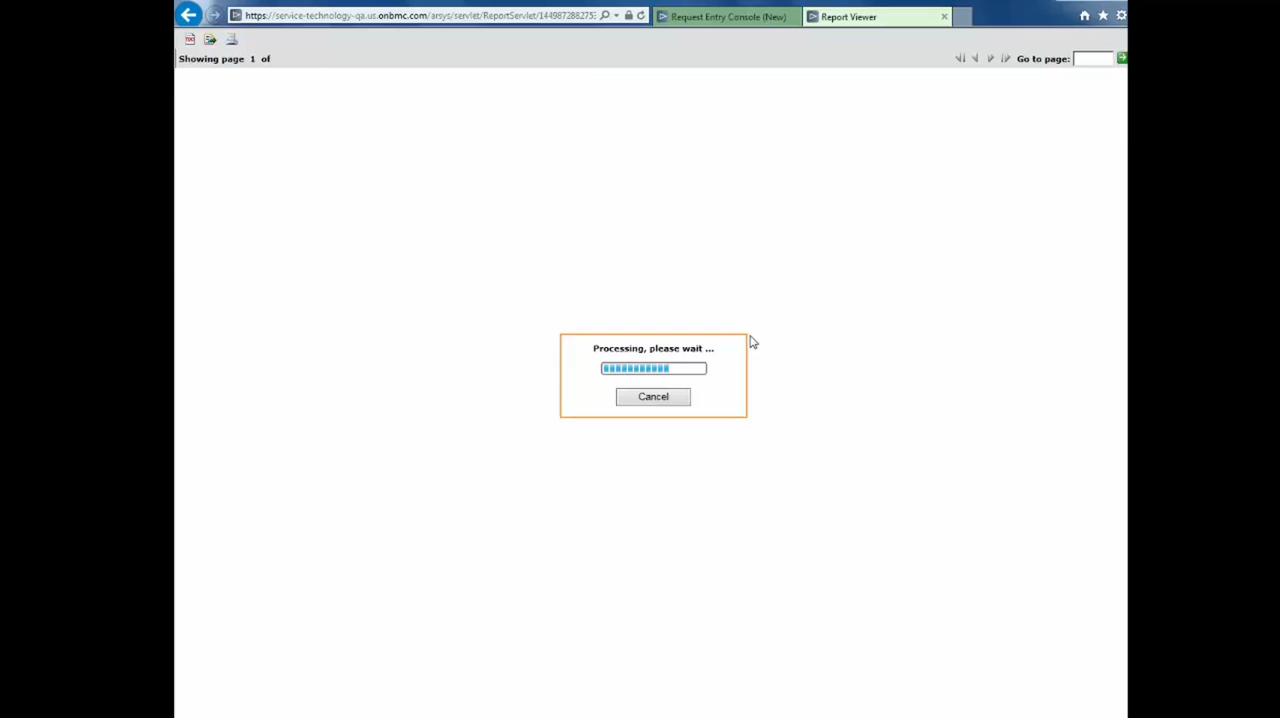 https://service-technology-qa.us.onbmc.com/arsys/servlet/ReportServlet/1449872882753
Request Entry Console (New)
Report Viewer
TOC
Showing page 1 of
Go to page:
Processing, please wait ...
Cancel